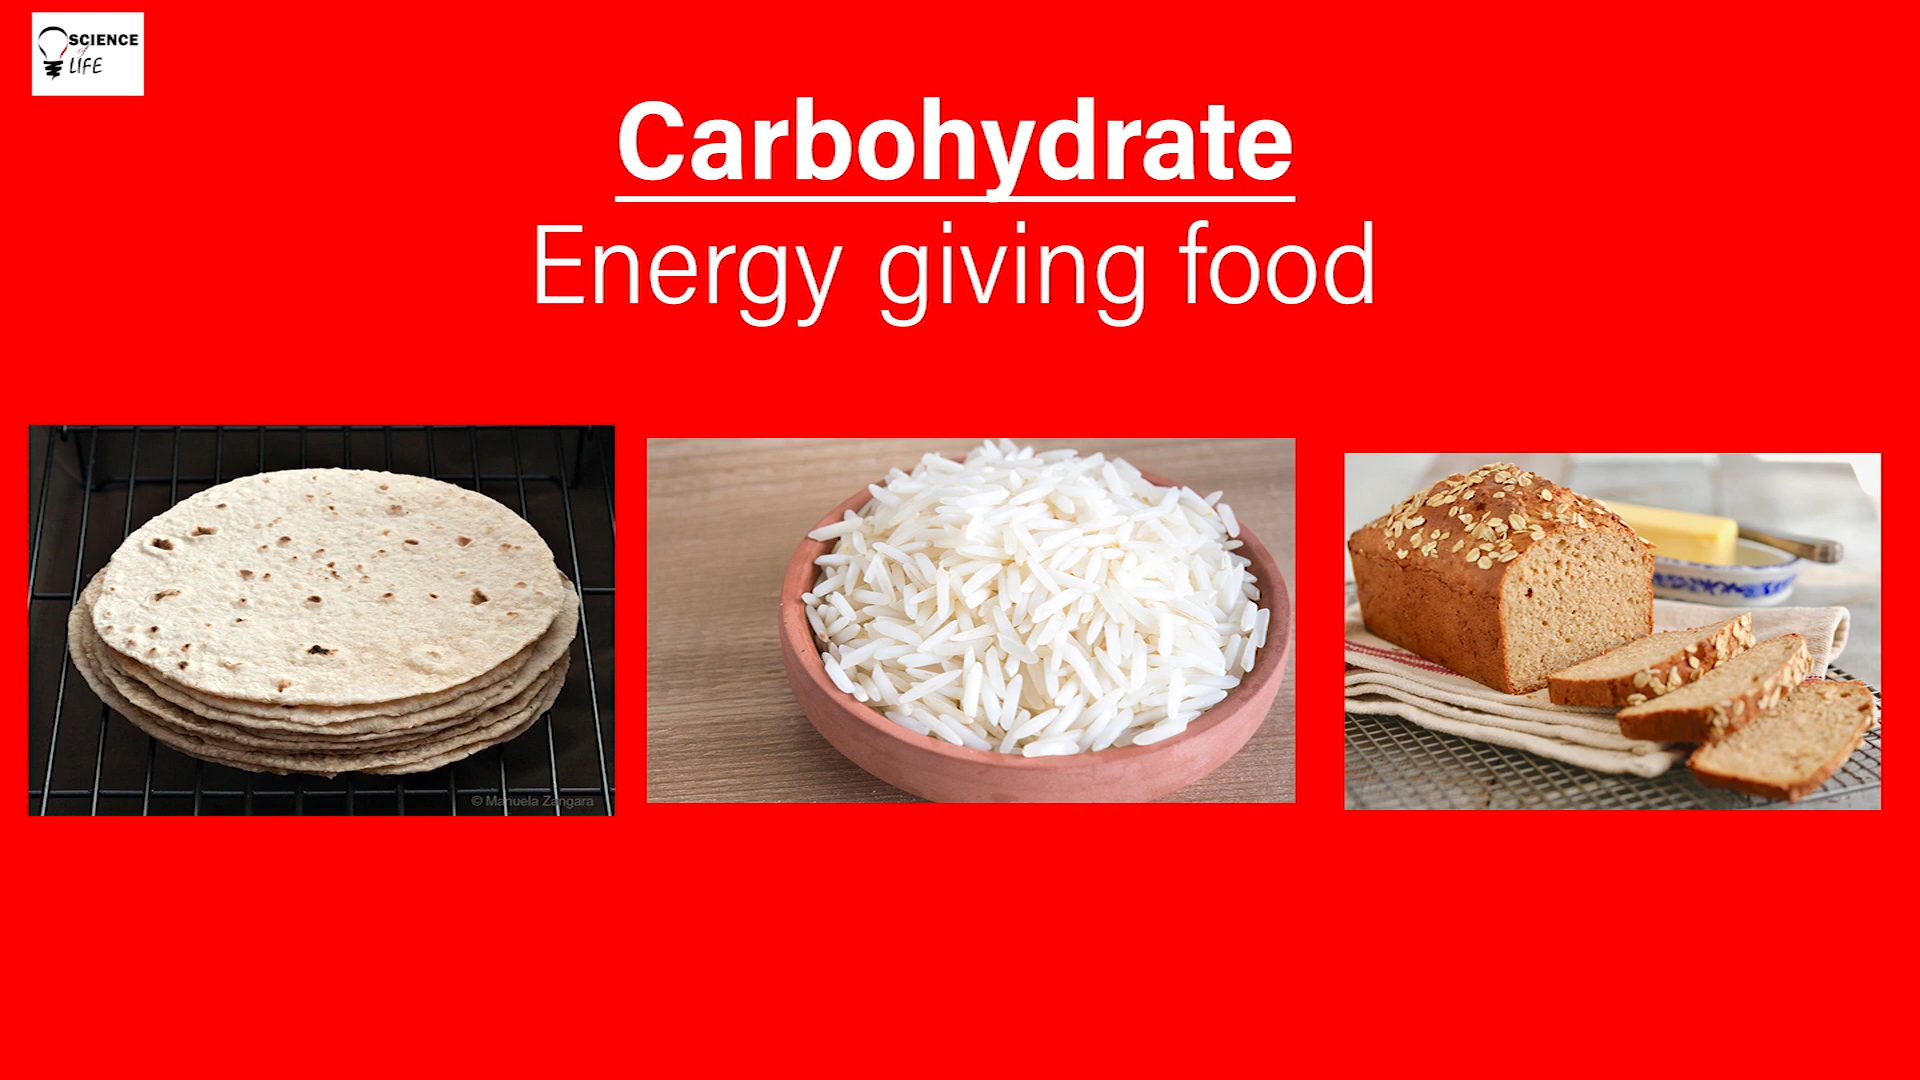 SCIENCE
of
LIFE
Carbohydrate
Energy giving food
© Manuela Zangara